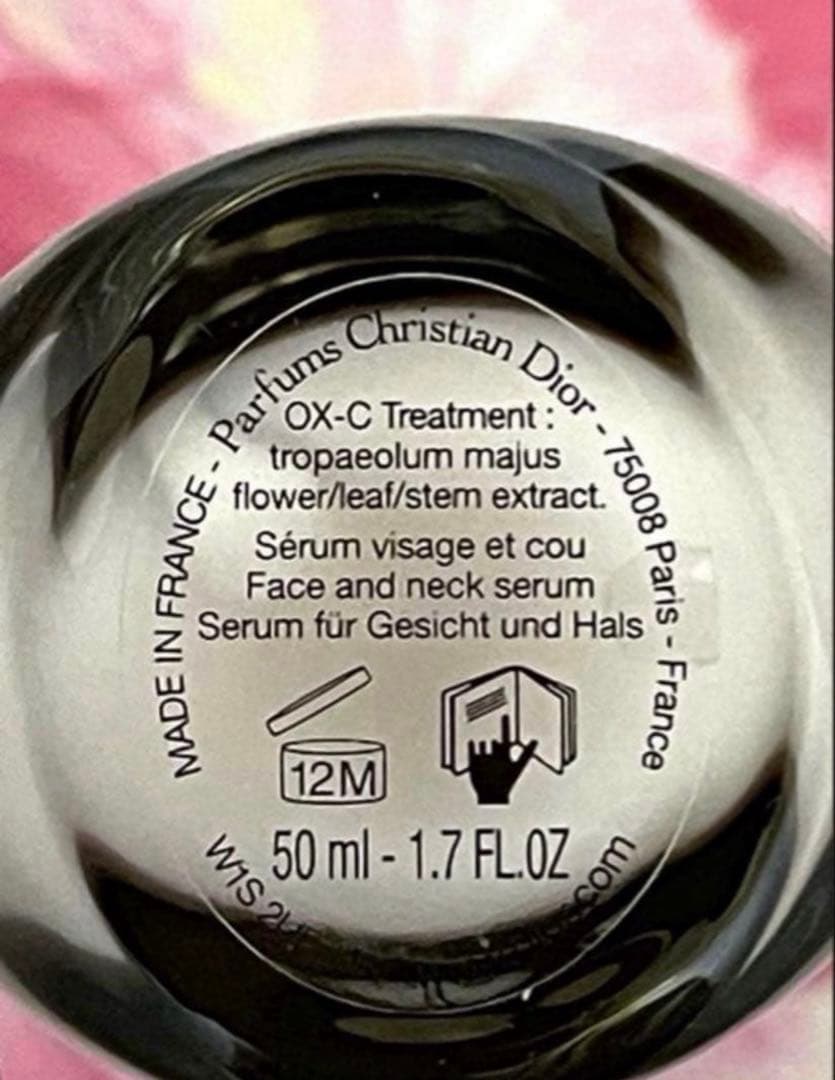 MADE IN FRANCE - Parfums Christian Dior - 75008 Paris - France
OX-C Treatment :
tropaeolum majus
flower/leaf/stem extract.
Sérum visage et cou
Face and neck serum
Serum für Gesicht und Hals
12M
50 ml - 1.7 FL.OZ
W1S